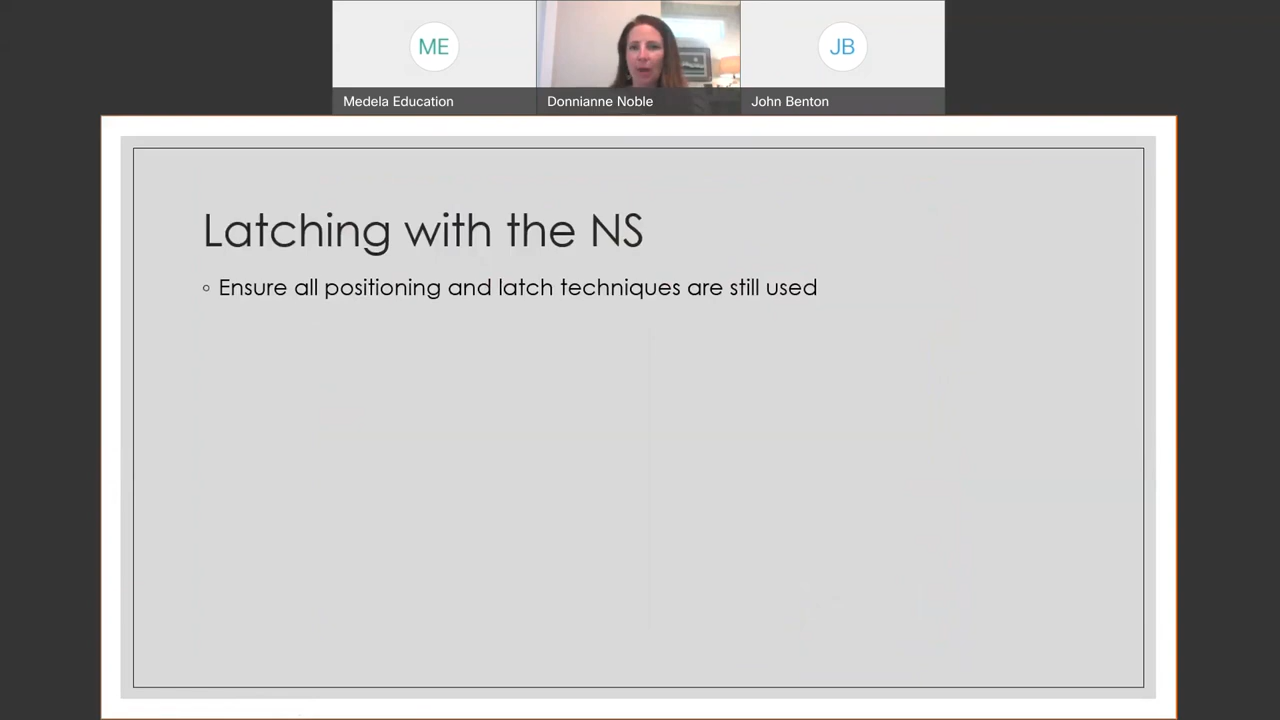 ME
JB
Medela Education
Donnianne Noble
John Benton
Latching with the NS
◦ Ensure all positioning and latch techniques are still used